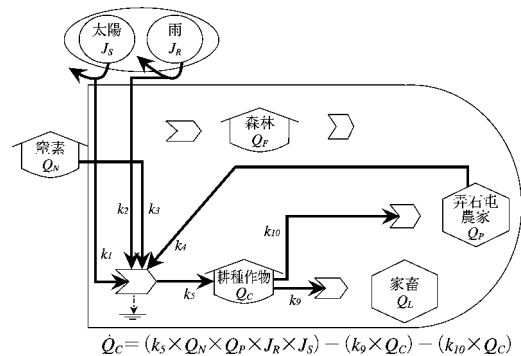 太陽
J_S
雨
J_R
森林
Q_F
窒素
Q_N
弄石屯
農家
Q_P
k_2
k_3
k_10
k_4
k_1
k_5
耕種作物
Q_C
k_9
家畜
Q_L
Q̇_C=(k_5×Q_N×Q_P×J_R×J_S)−(k_9×Q_C)−(k_10×Q_C)